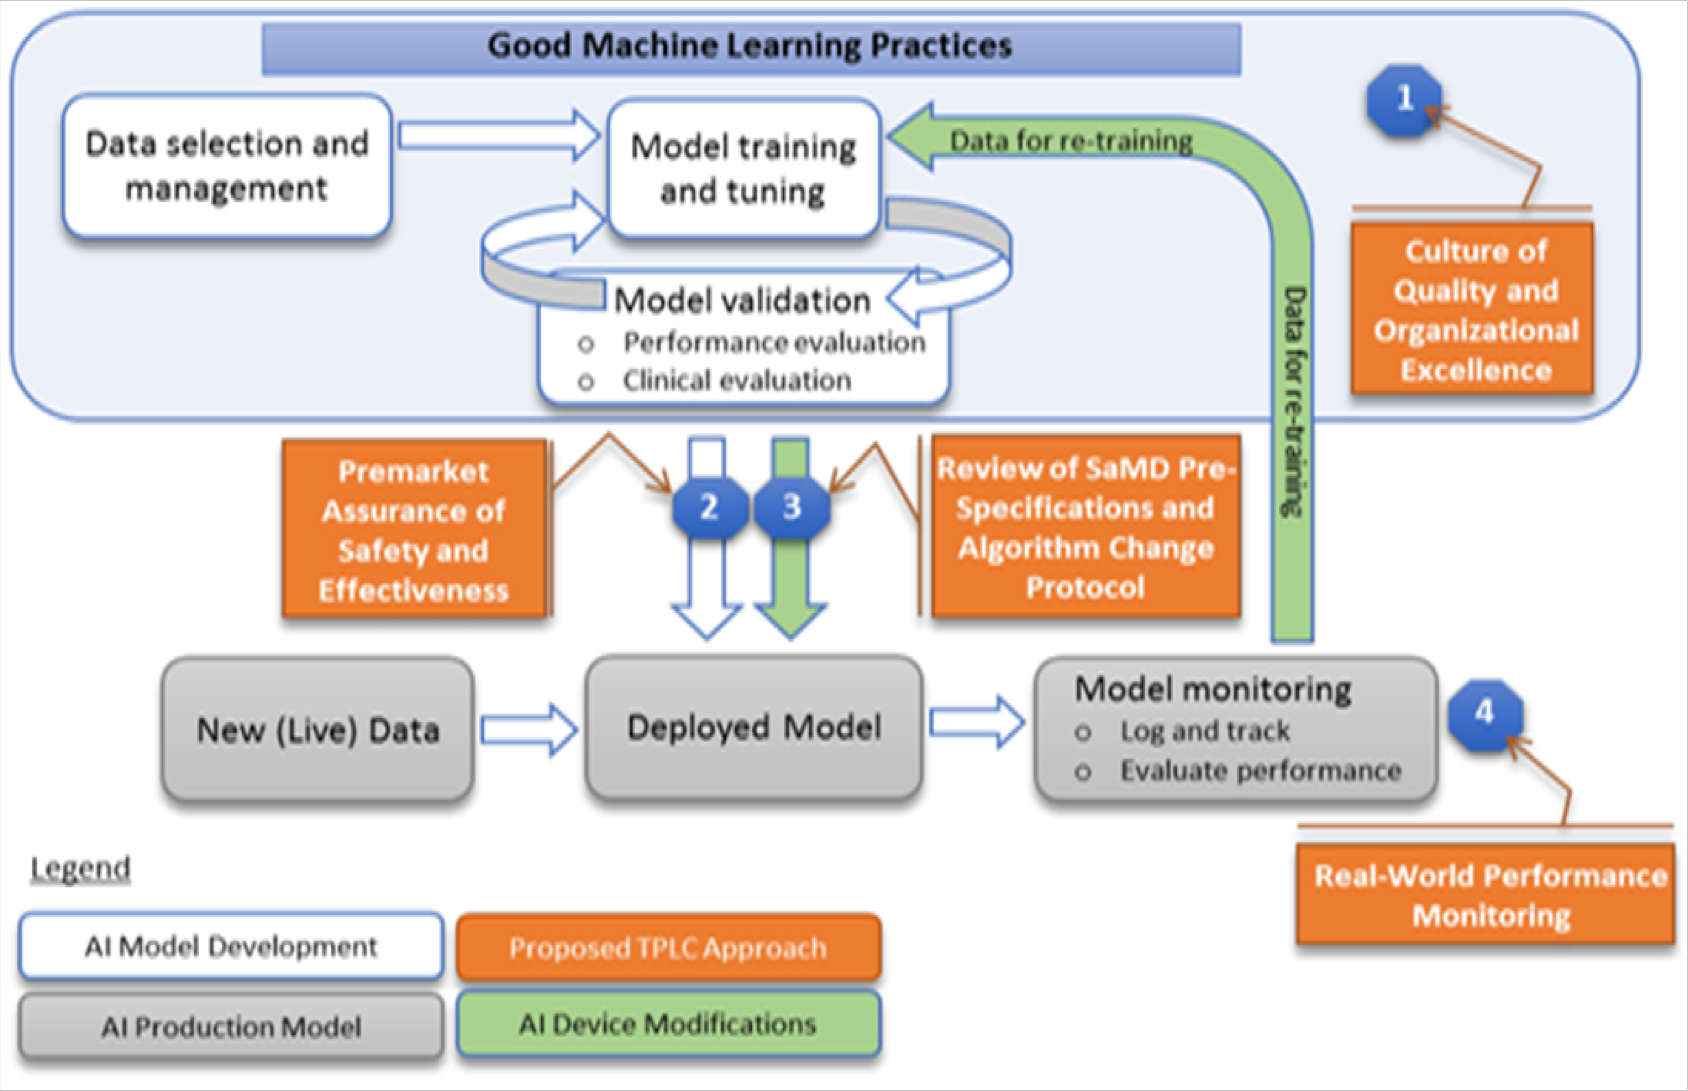 Good Machine Learning Practices
Data selection and
management
Model training
and tuning
Data for re-training
1
Culture of
Quality and
Organizational
Excellence
Model validation
o Performance evaluation
o Clinical evaluation
Data for re-training
Premarket
Assurance of
Safety and
Effectiveness
2
3
Review of SaMD Pre-
Specifications and
Algorithm Change
Protocol
New (Live) Data
Deployed Model
Model monitoring
o Log and track
o Evaluate performance
4
Real-World Performance
Monitoring
Legend
AI Model Development
Proposed TPLC Approach
AI Production Model
AI Device Modifications